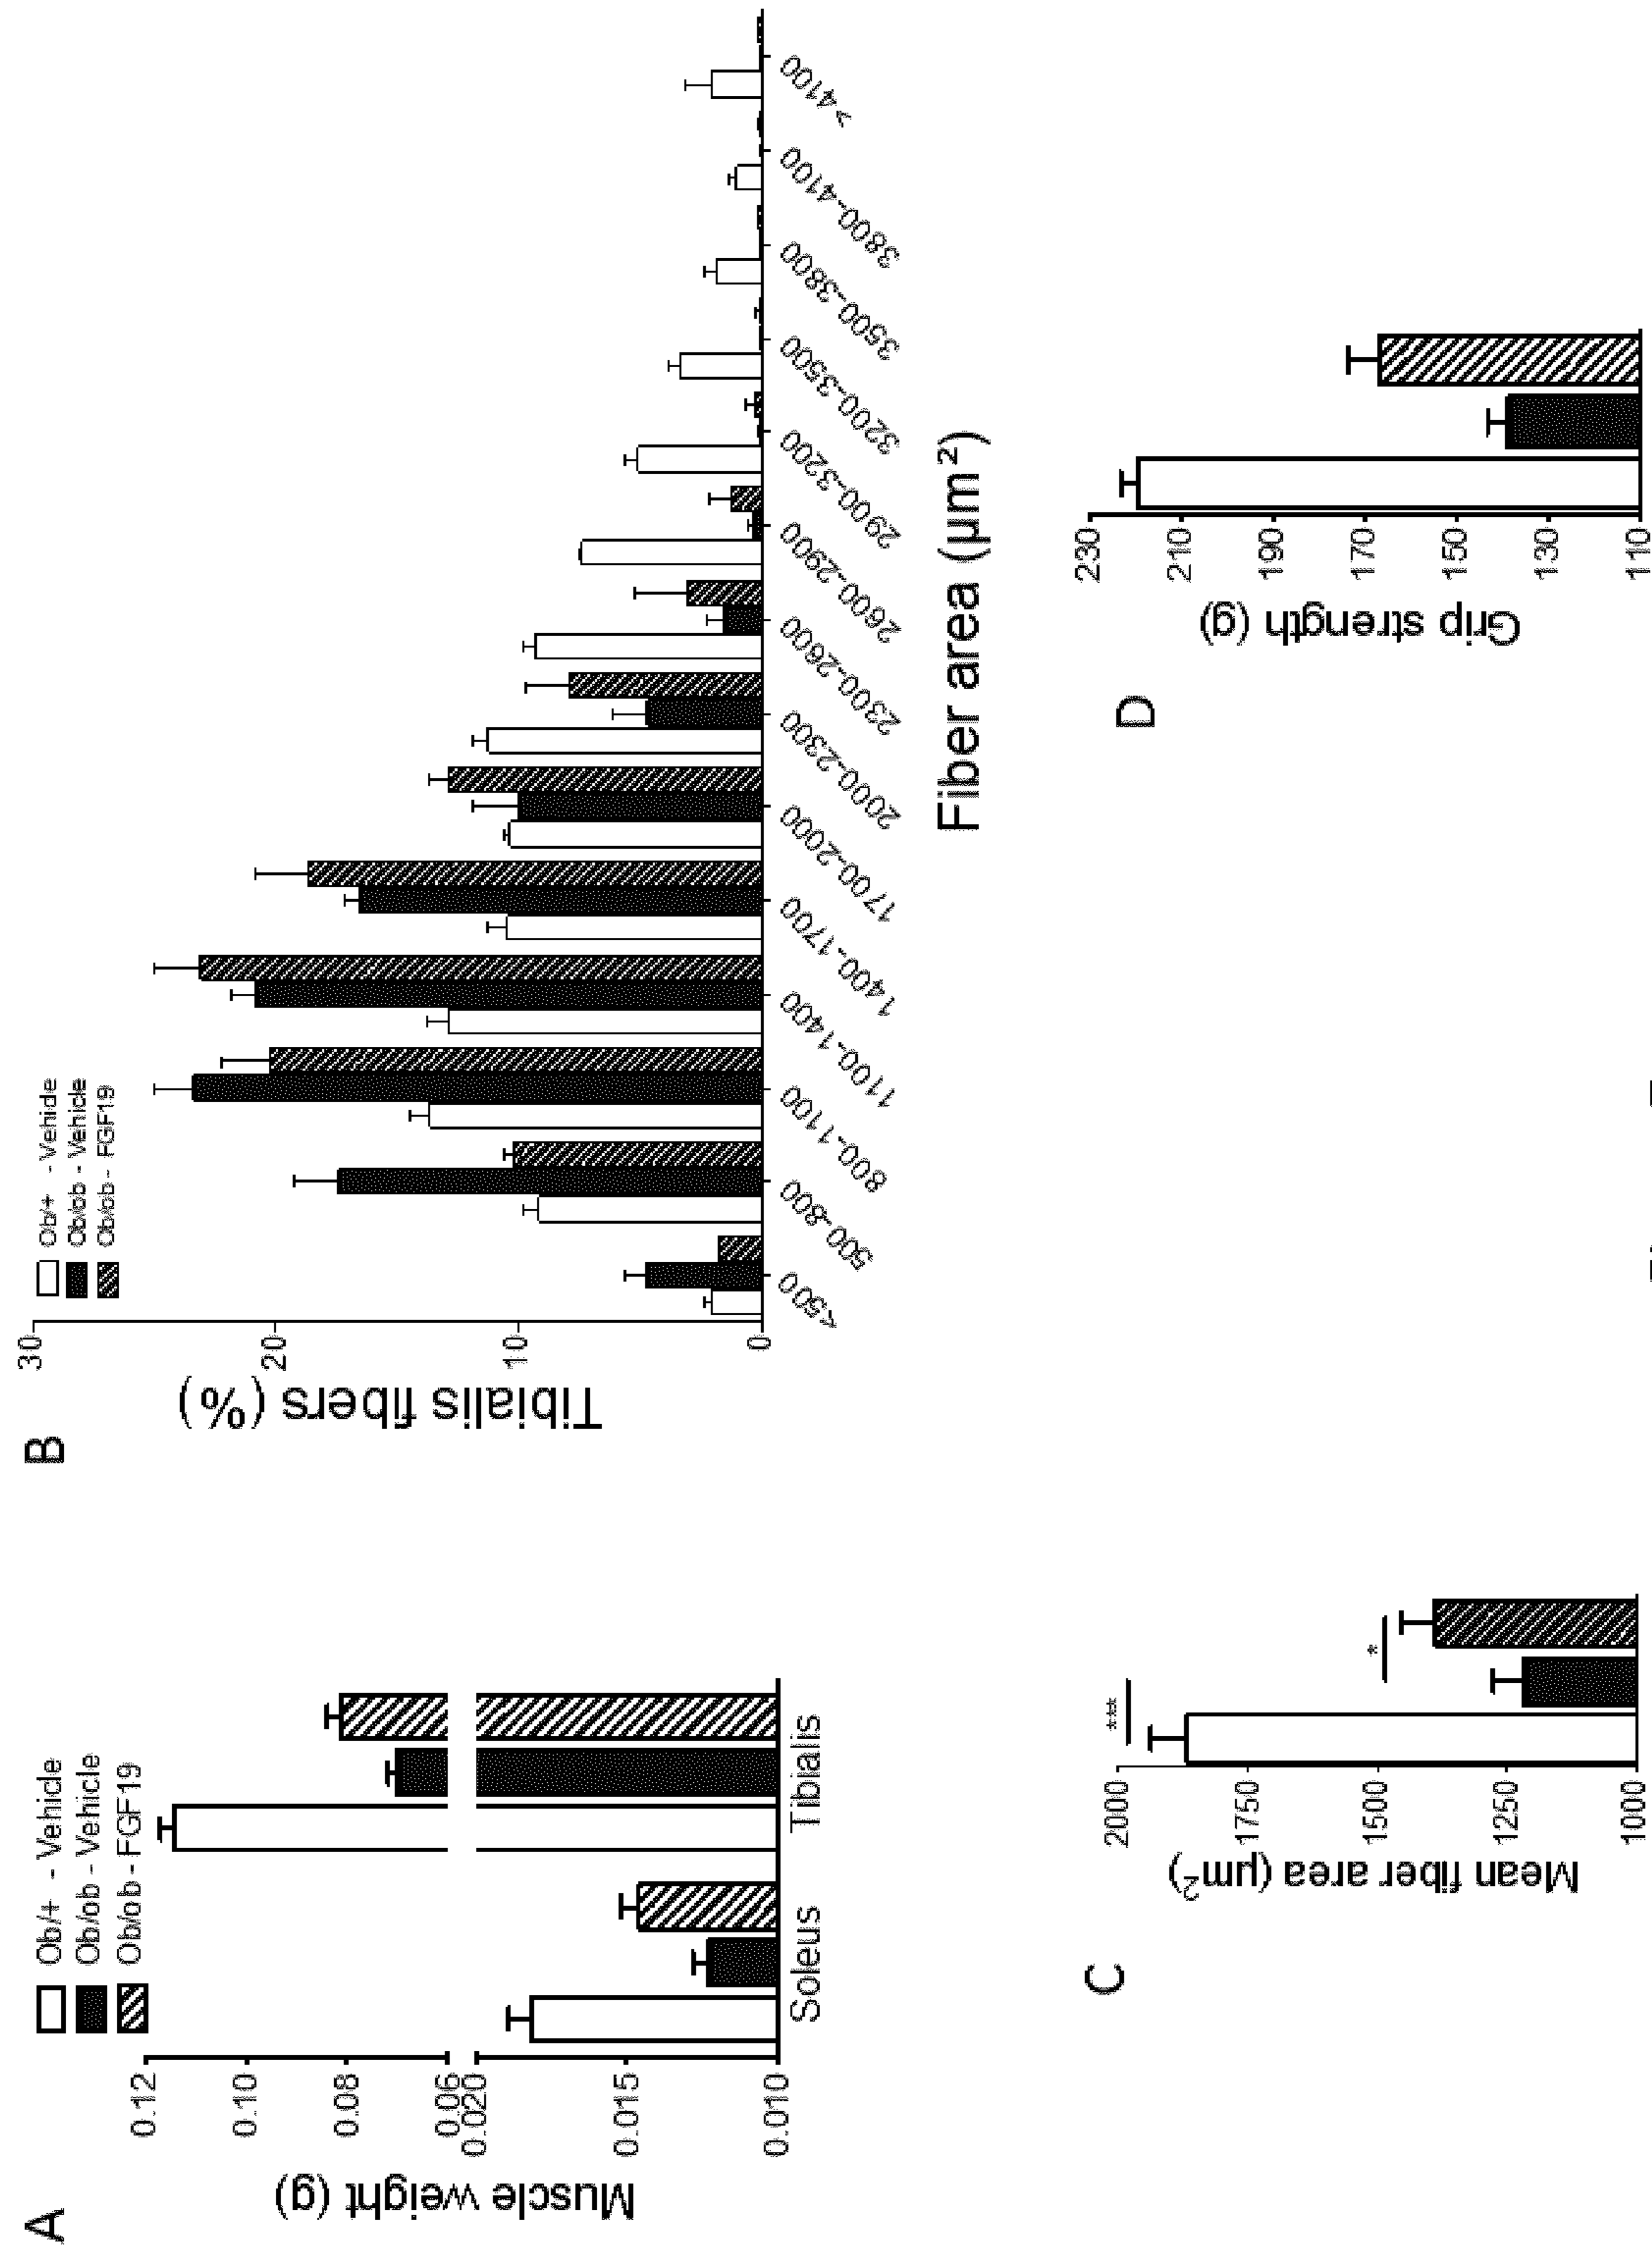 A
Ob/+ - Vehicle
Ob/ob - Vehicle
Ob/ob - FGF19
Muscle weight (g)
0.12
0.10
0.08
0.06
0.020
0.015
0.010
Soleus
Tibialis
B
Ob/+ - Vehicle
Ob/ob - Vehicle
Ob/ob - FGF19
Tibialis fibers (%)
30
20
10
0
<500
500-800
800-1100
1100-1400
1400-1700
1700-2000
2000-2300
2300-2600
2600-2900
2900-3200
3200-3500
3500-3800
3800-4100
>4100
Fiber area (µm²)
C
Mean fiber area (µm²)
2000
1750
1500
1250
1000
***
*
D
Grip strength (g)
230
210
190
170
150
130
110